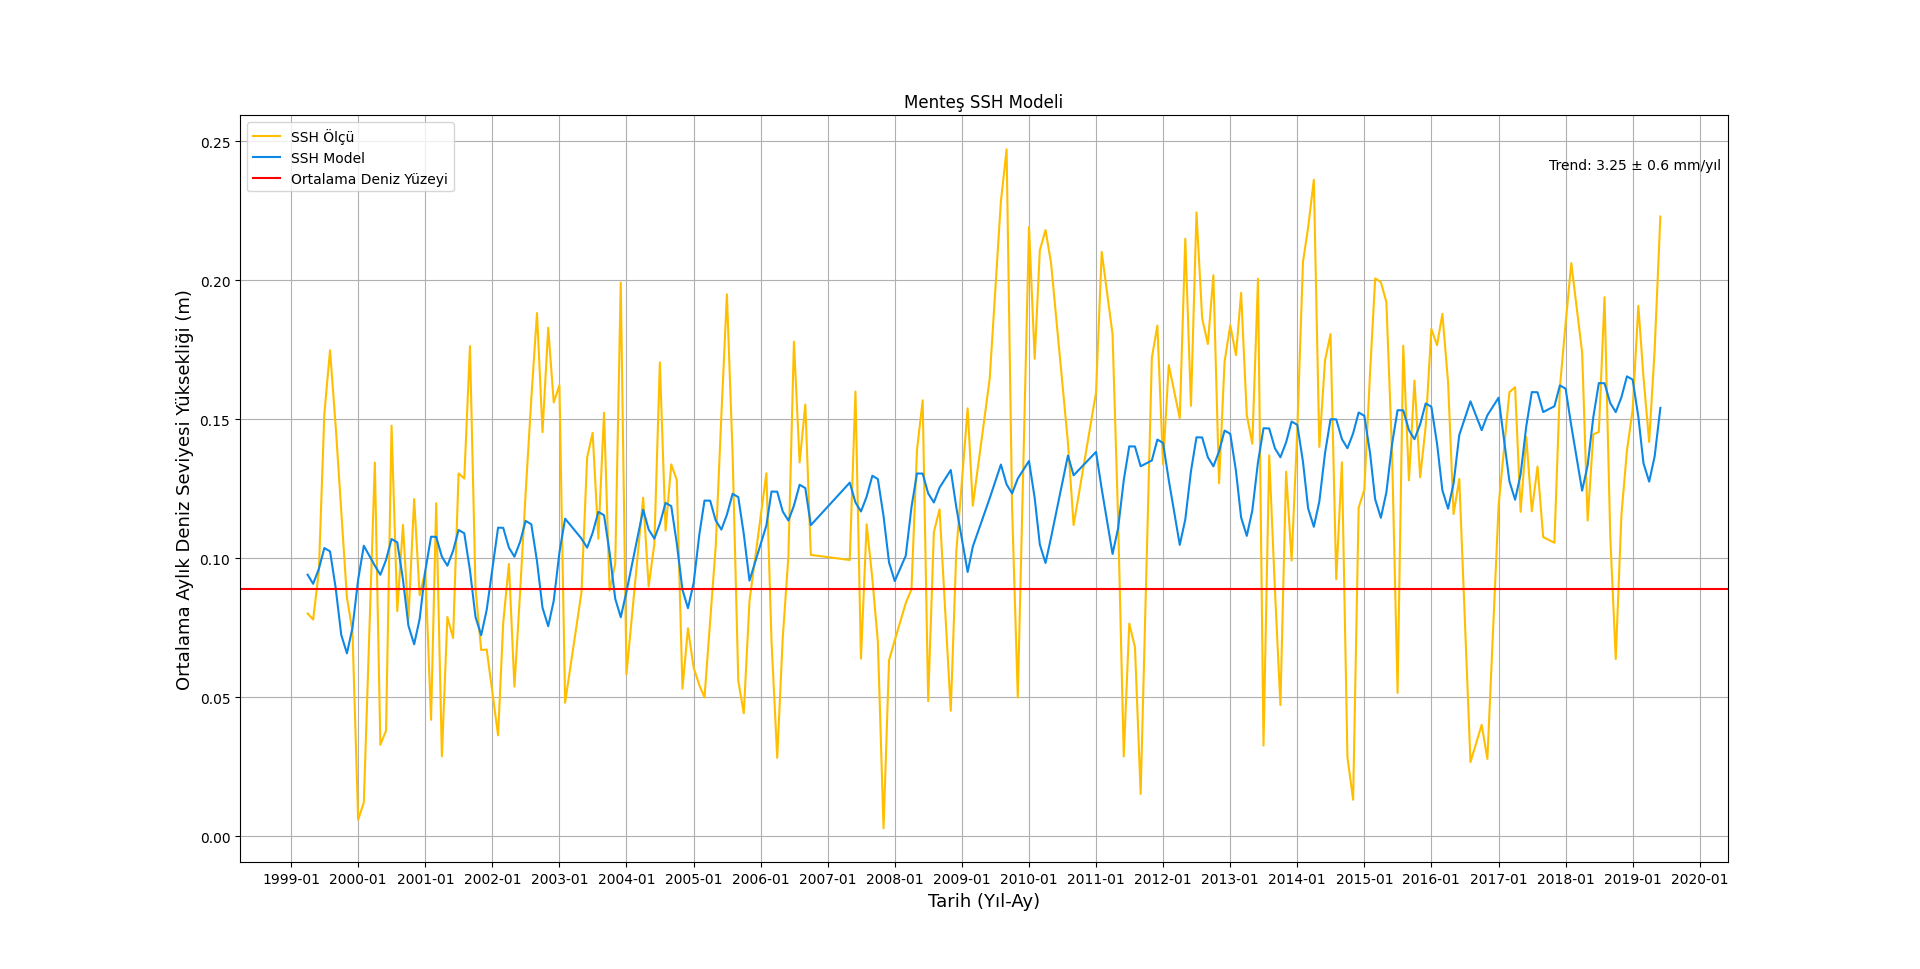 Menteş SSH Modeli
SSH Ölçü
SSH Model
Ortalama Deniz Yüzeyi
Trend: 3.25 ± 0.6 mm/yıl
Ortalama Aylık Deniz Seviyesi Yüksekliği (m)
0.25
0.20
0.15
0.10
0.05
0.00
1999-01 2000-01 2001-01 2002-01 2003-01 2004-01 2005-01 2006-01 2007-01 2008-01 2009-01 2010-01 2011-01 2012-01 2013-01 2014-01 2015-01 2016-01 2017-01 2018-01 2019-01 2020-01
Tarih (Yıl-Ay)